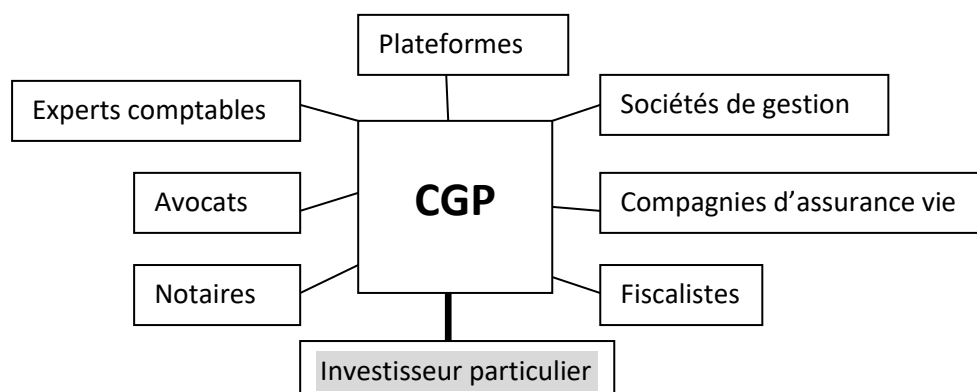 Plateformes
Experts comptables
Sociétés de gestion
CGP
Avocats
Compagnies d’assurance vie
Notaires
Fiscalistes
Investisseur particulier